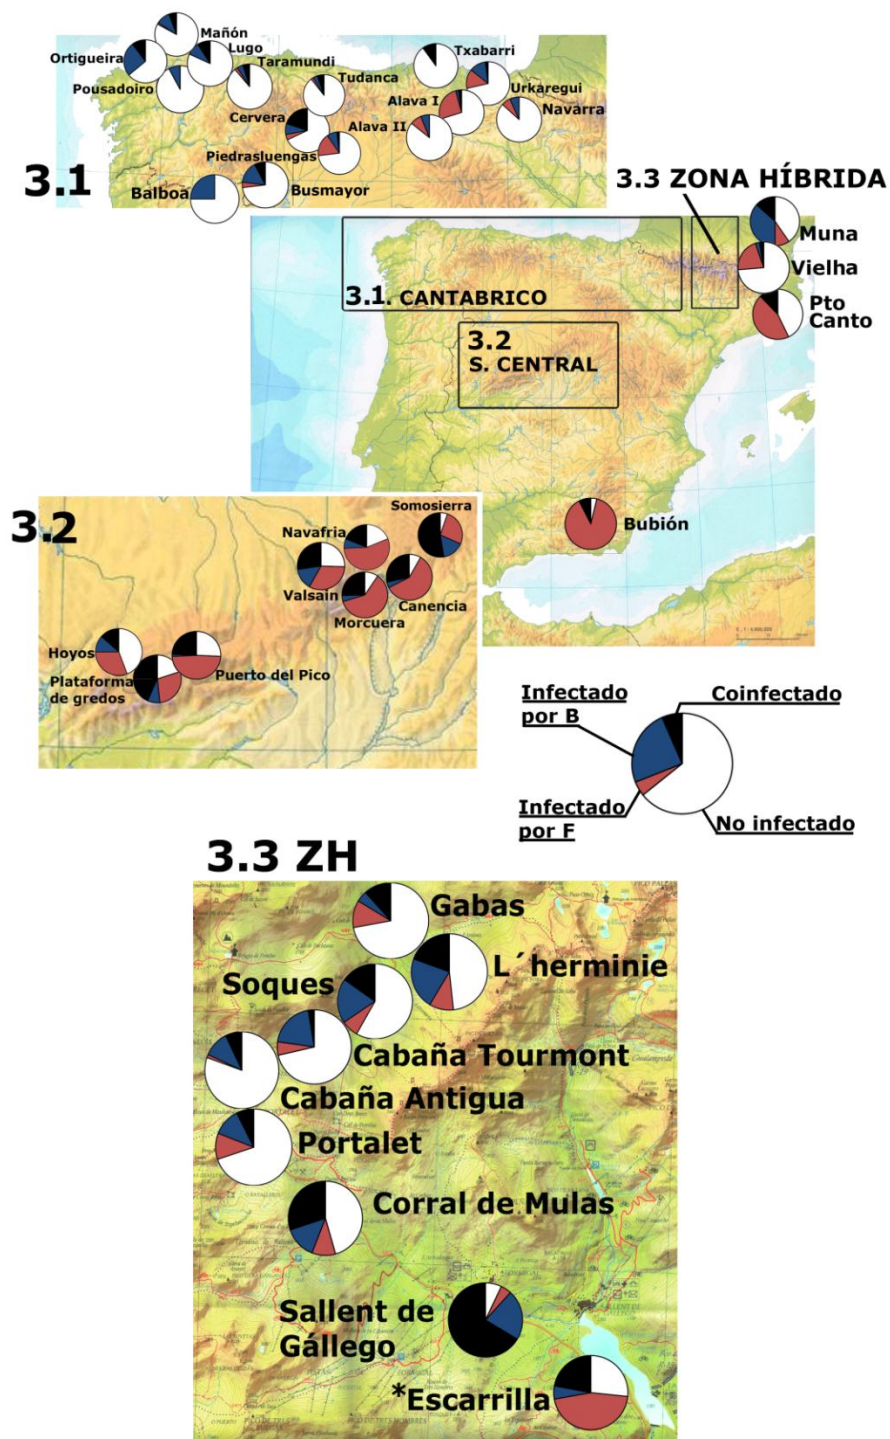 Mañón
Lugo
Ortigueira
Taramundi
Pousadoiro
Tudanca
Txabarri
Urkaregui
Alava I
Navarra
Cervera
Alava II
Piedrasluengas
3.1
Balboa
Busmayor
3.3 ZONA HÍBRIDA
Muna
Vielha
3.1. CANTABRICO
Pto
Canto
3.2
S. CENTRAL
Bubión
3.2
Somosierra
Navafria
Valsain
Canencia
Morcuera
Hoyos
Plataforma
de gredos
Puerto del Pico
Infectado
por B
Coinfectado
Infectado
por F
No infectado
3.3 ZH
Gabas
L´herminie
Soques
Cabaña Tourmont
Cabaña Antigua
Portalet
Corral de Mulas
Sallent de
Gállego
SALLENT DE
GÁLLEGO
*Escarrilla